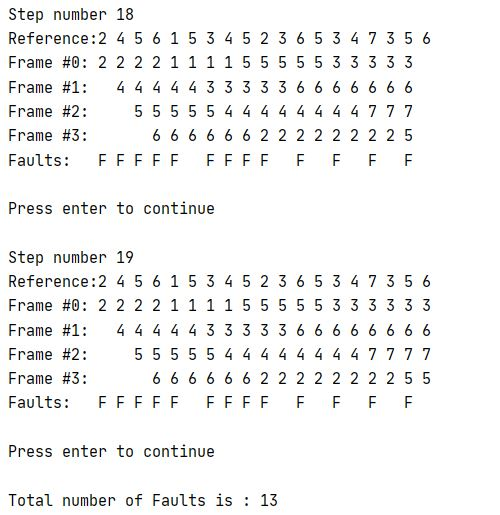 Step number 18
Reference:2 4 5 6 1 5 3 4 5 2 3 6 5 3 4 7 3 5 6
Frame #0: 2 2 2 2 1 1 1 1 5 5 5 5 5 3 3 3 3 3
Frame #1:   4 4 4 4 4 3 3 3 3 3 6 6 6 6 6 6 6
Frame #2:     5 5 5 5 5 4 4 4 4 4 4 4 4 7 7 7
Frame #3:       6 6 6 6 6 6 2 2 2 2 2 2 2 2 5
Faults:   F F F F F   F F F F   F   F   F   F
Press enter to continue
Step number 19
Reference:2 4 5 6 1 5 3 4 5 2 3 6 5 3 4 7 3 5 6
Frame #0: 2 2 2 2 1 1 1 1 5 5 5 5 5 3 3 3 3 3 3
Frame #1:   4 4 4 4 4 3 3 3 3 3 6 6 6 6 6 6 6 6
Frame #2:     5 5 5 5 5 4 4 4 4 4 4 4 4 7 7 7 7
Frame #3:       6 6 6 6 6 6 2 2 2 2 2 2 2 2 5 5
Faults:   F F F F F   F F F F   F   F   F   F
Press enter to continue
Total number of Faults is : 13